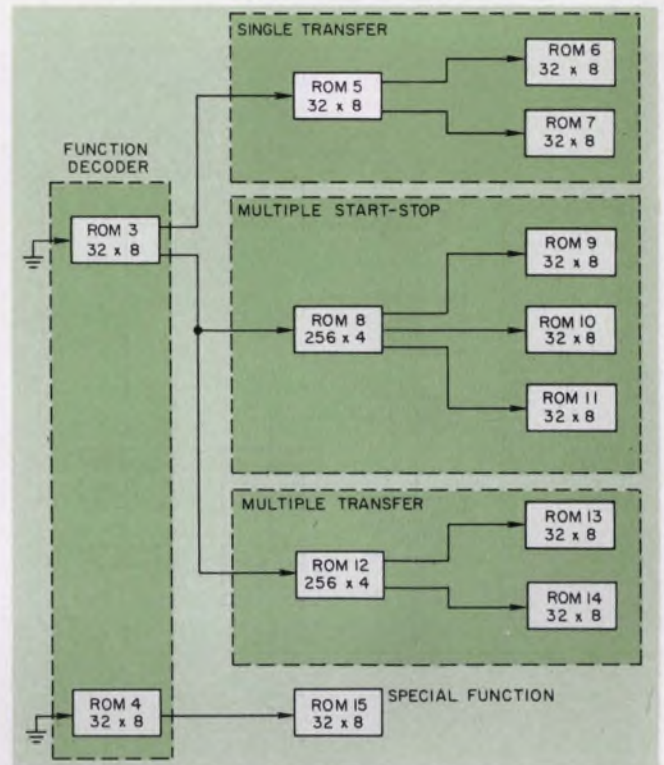 SINGLE TRANSFER
ROM 5
32 x 8
ROM 6
32 x 8
ROM 7
32 x 8
FUNCTION
DECODER
ROM 3
32 x 8
MULTIPLE START-STOP
ROM 8
256 x 4
ROM 9
32 x 8
ROM 10
32 x 8
ROM 11
32 x 8
MULTIPLE TRANSFER
ROM 12
256 x 4
ROM 13
32 x 8
ROM 14
32 x 8
ROM 4
32 x 8
ROM 15
32 x 8
SPECIAL FUNCTION